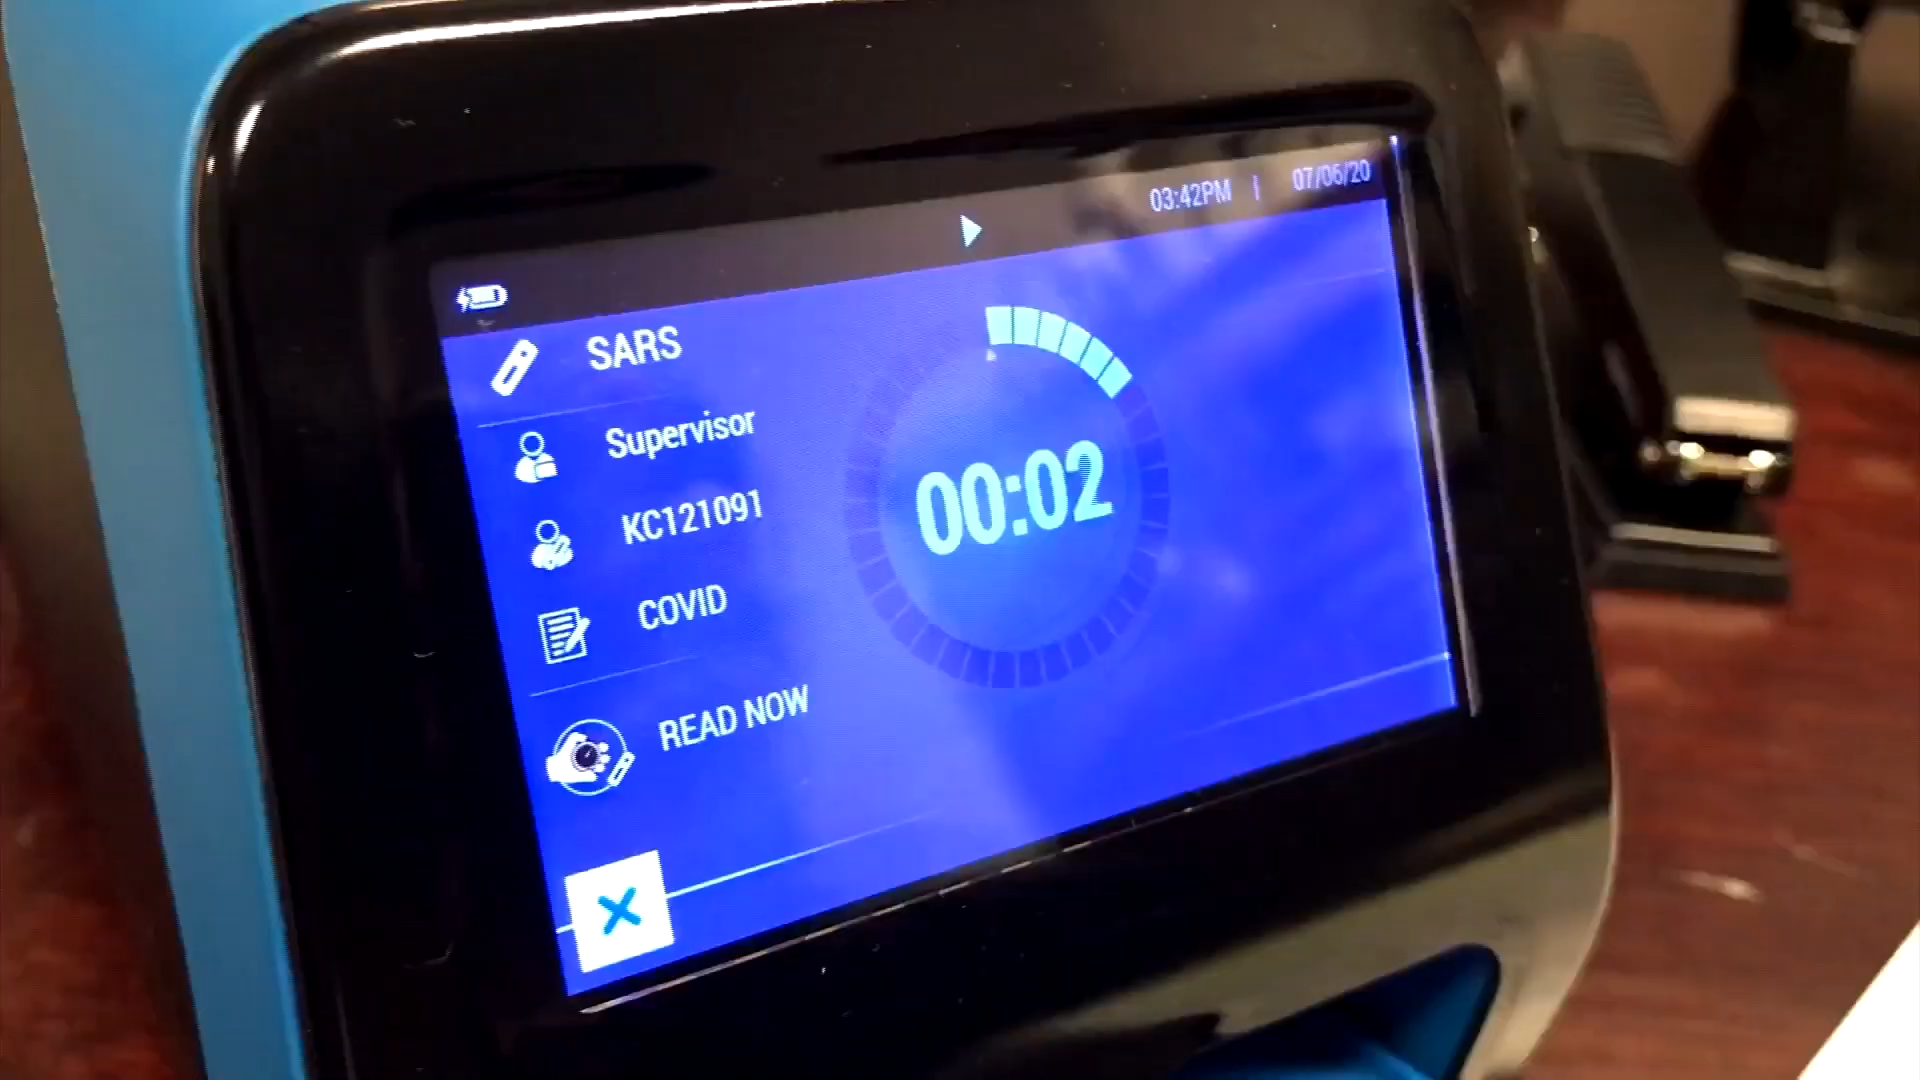 03:42PM | 07/06/20
SARS
Supervisor
KC121091
COVID
READ NOW
00:02